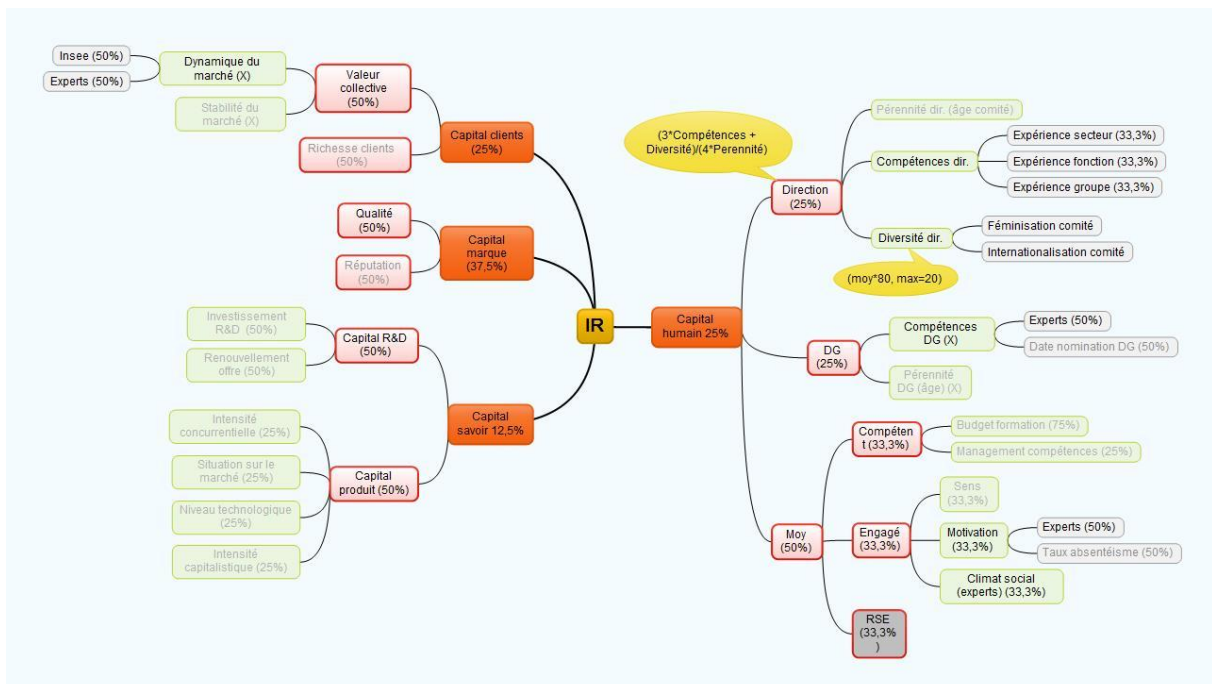 IR
Capital clients
(25%)
Valeur
collective
(50%)
Dynamique du
marché (X)
Insee (50%)
Experts (50%)
Stabilité du
marché (X)
Richesse clients
(50%)
Capital
marque
(37,5%)
Qualité
(50%)
Réputation
(50%)
Capital
savoir 12,5%
Capital R&D
(50%)
Investissement
R&D (50%)
Renouvellement
offre (50%)
Capital
produit (50%)
Intensité
concurrentielle (25%)
Situation sur le
marché (25%)
Niveau technologique
(25%)
Intensité
capitalistique (25%)
Capital
humain 25%
Direction
(25%)
(3*Compétences +
Diversité)/(4*Perennité)
Pérennité dir. (âge comité)
Compétences dir.
Expérience secteur (33,3%)
Expérience fonction (33,3%)
Expérience groupe (33,3%)
Diversité dir.
(moy*80, max=20)
Féminisation comité
Internationalisation comité
DG
(25%)
Compétences
DG (X)
Experts (50%)
Date nomination DG (50%)
Pérennité
DG (âge) (X)
Moy
(50%)
Compéten
t (33,3%)
Budget formation (75%)
Management compétences (25%)
Engagé
(33,3%)
Sens
(33,3%)
Motivation
(33,3%)
Experts (50%)
Taux absentéisme (50%)
Climat social
(experts) (33,3%)
RSE
(33,3%
)